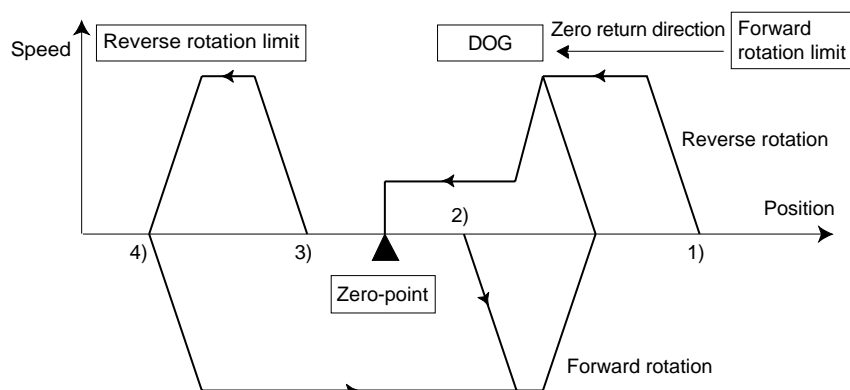 Speed
Reverse rotation limit
DOG
Zero return direction
Forward
rotation limit
Reverse rotation
2)
Position
4)
3)
1)
Zero-point
Forward rotation